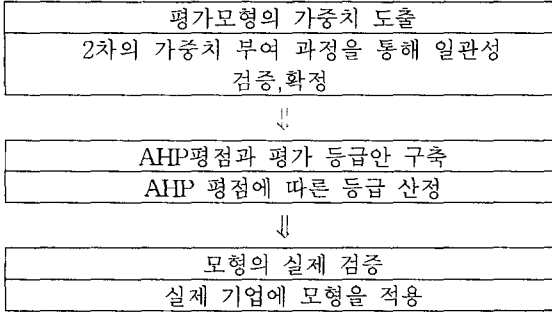 평가모형의 가중치 도출
2차의 가중치 부여 과정을 통해 일관성
검증,확정
⇓
AHP평점과 평가 등급안 구축
AHP 평점에 따른 등급 산정
⇓
모형의 실제 검증
실제 기업에 모형을 적용